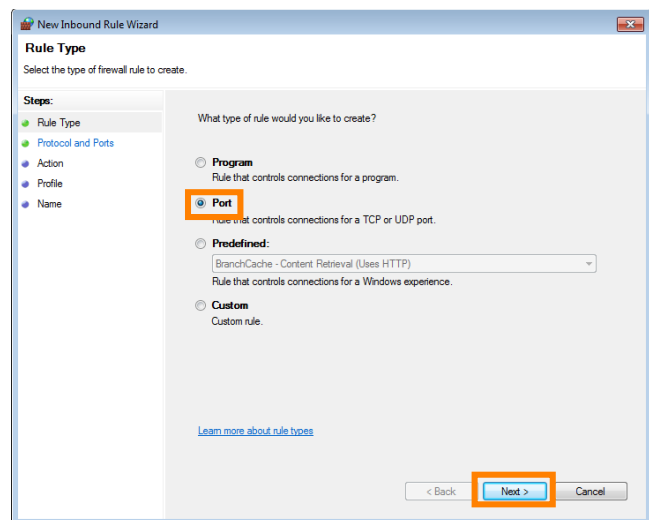 New Inbound Rule Wizard
Rule Type
Select the type of firewall rule to create.
Steps:
Rule Type
Protocol and Ports
Action
Profile
Name
What type of rule would you like to create?
Program
Rule that controls connections for a program.
Port
Rule that controls connections for a TCP or UDP port.
Predefined:
BranchCache - Content Retrieval (Uses HTTP)
Rule that controls connections for a Windows experience.
Custom
Custom rule.
Learn more about rule types
< Back Next > Cancel